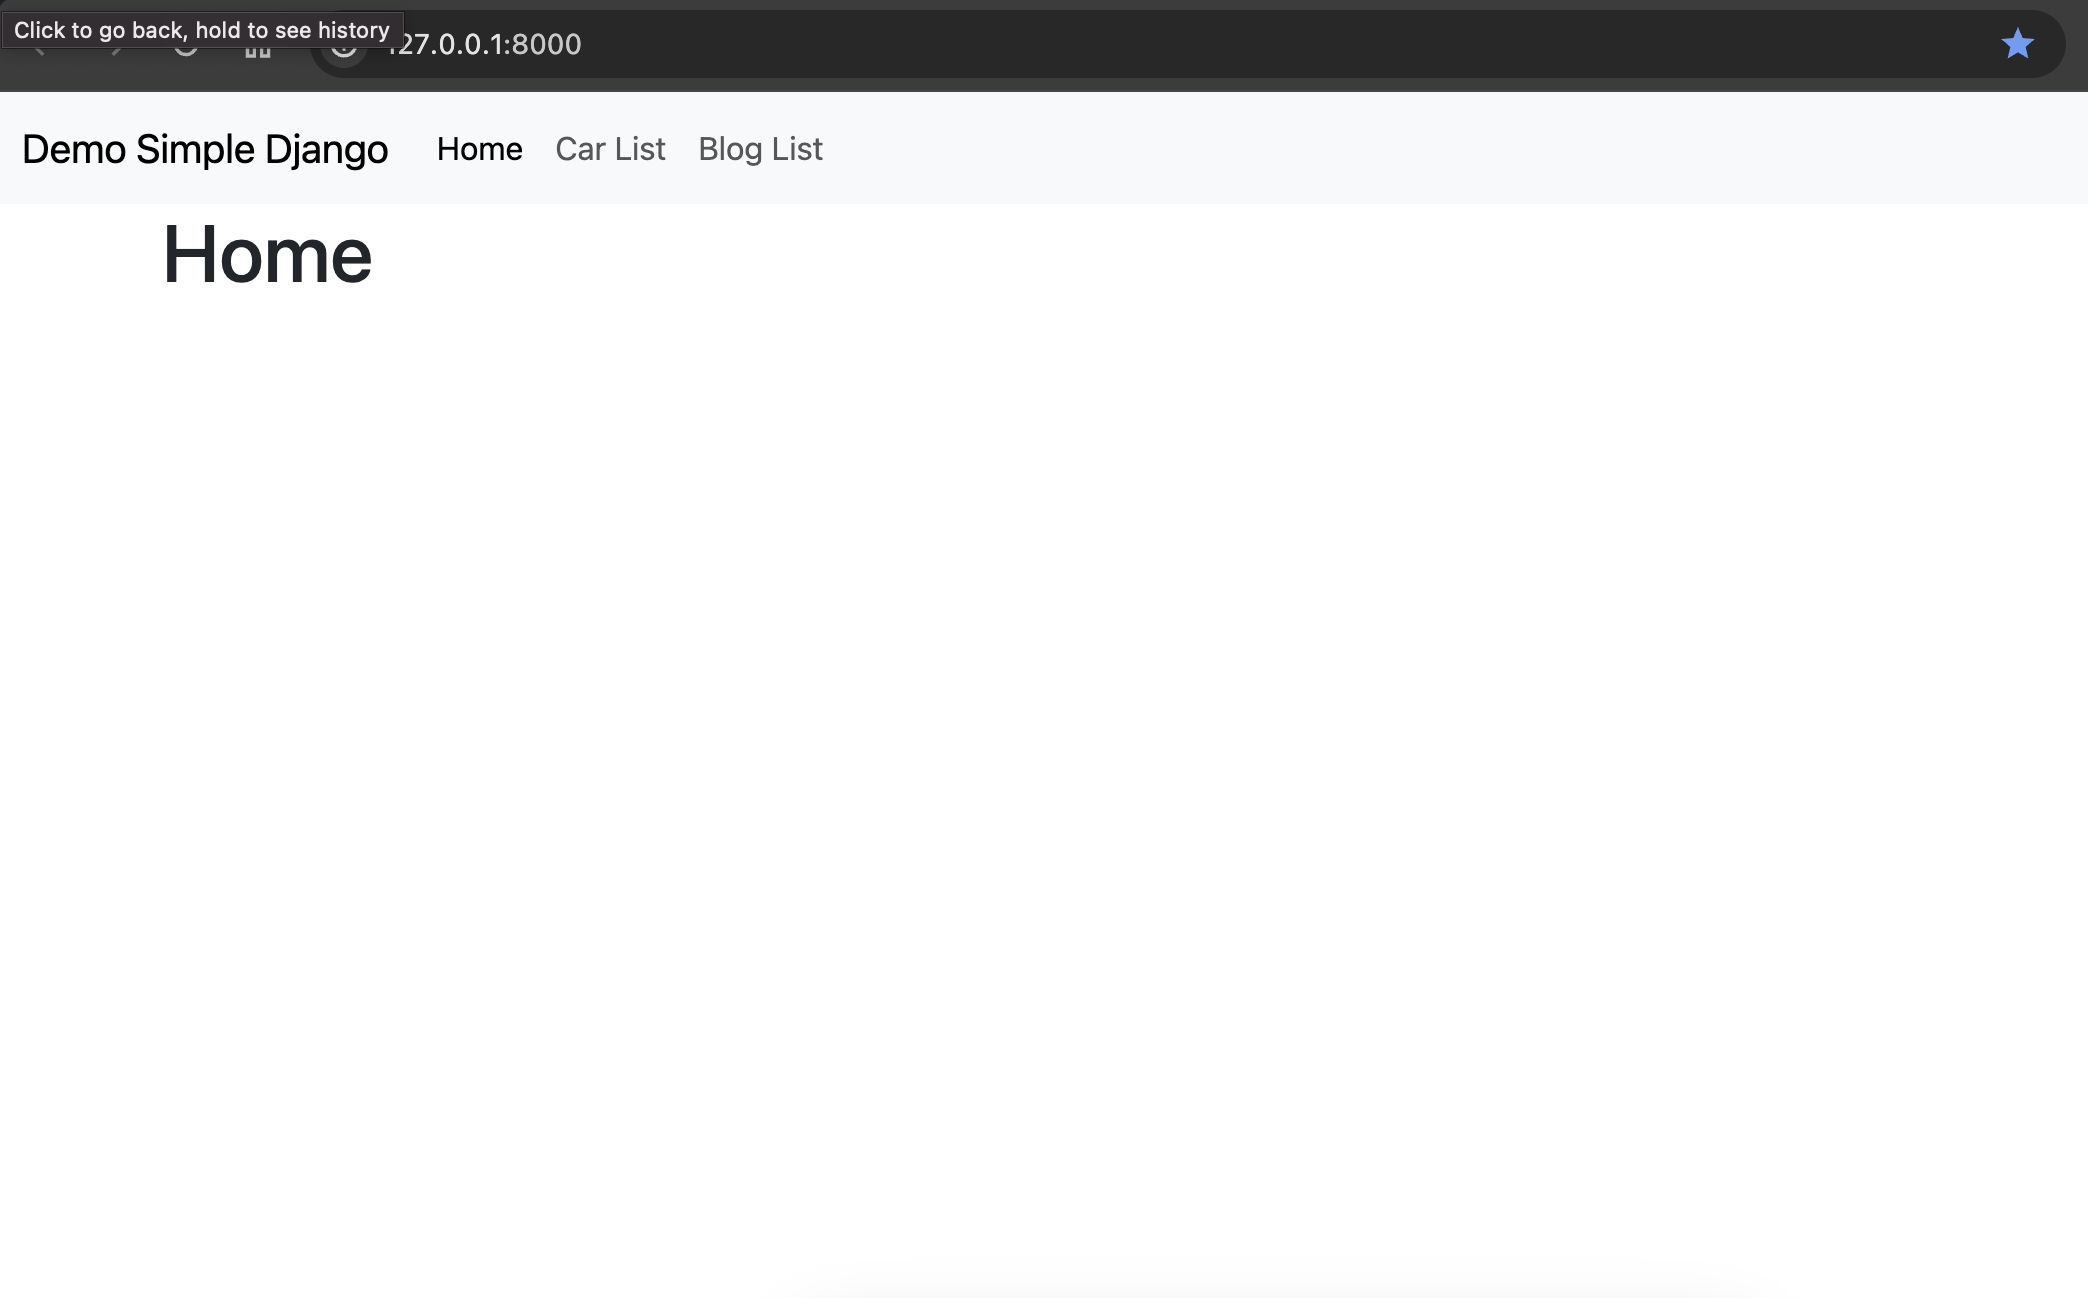 Click to go back, hold to see history
127.0.0.1:8000
Demo Simple Django Home Car List Blog List
Home